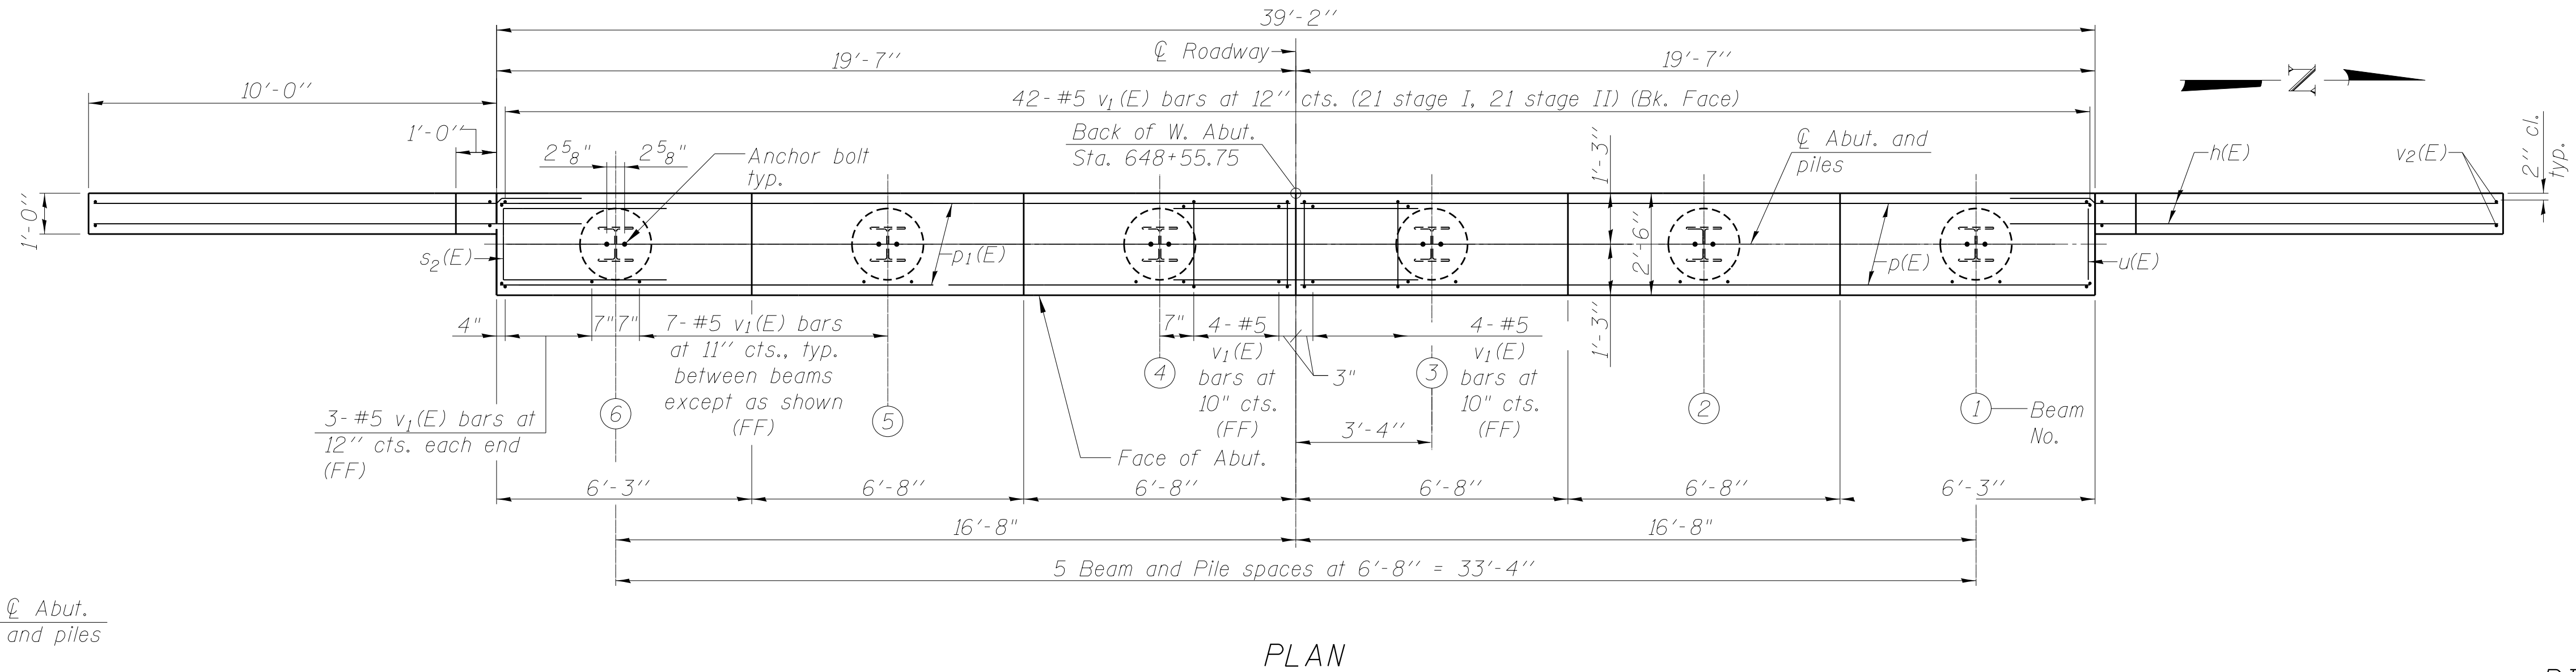 39'-2"
℄ Roadway
19'-7"
19'-7"
N
10'-0"
42-#5 v1(E) bars at 12" cts. (21 stage I, 21 stage II) (Bk. Face)
1'-0"
2 5/8"
2 5/8"
Anchor bolt
typ.
Back of W. Abut.
Sta. 648+55.75
1'-3"
℄ Abut. and
piles
h(E)
v2(E)
2" cl.
typ.
1'-0"
s2(E)
p1(E)
2'-6"
p(E)
u(E)
4"
7"
7"
7-#5 v1(E) bars
at 11" cts., typ.
between beams
except as shown
(FF)
7"
4-#5
v1(E)
bars at
10" cts.
(FF)
3"
4-#5
v1(E)
bars at
10" cts.
(FF)
1'-3"
3-#5 v1(E) bars at
12" cts. each end
(FF)
6
5
4
3
2
1
Beam
No.
3'-4"
Face of Abut.
6'-3"
6'-8"
6'-8"
6'-8"
6'-8"
6'-3"
16'-8"
16'-8"
5 Beam and Pile spaces at 6'-8" = 33'-4"
℄ Abut.
and piles
PLAN